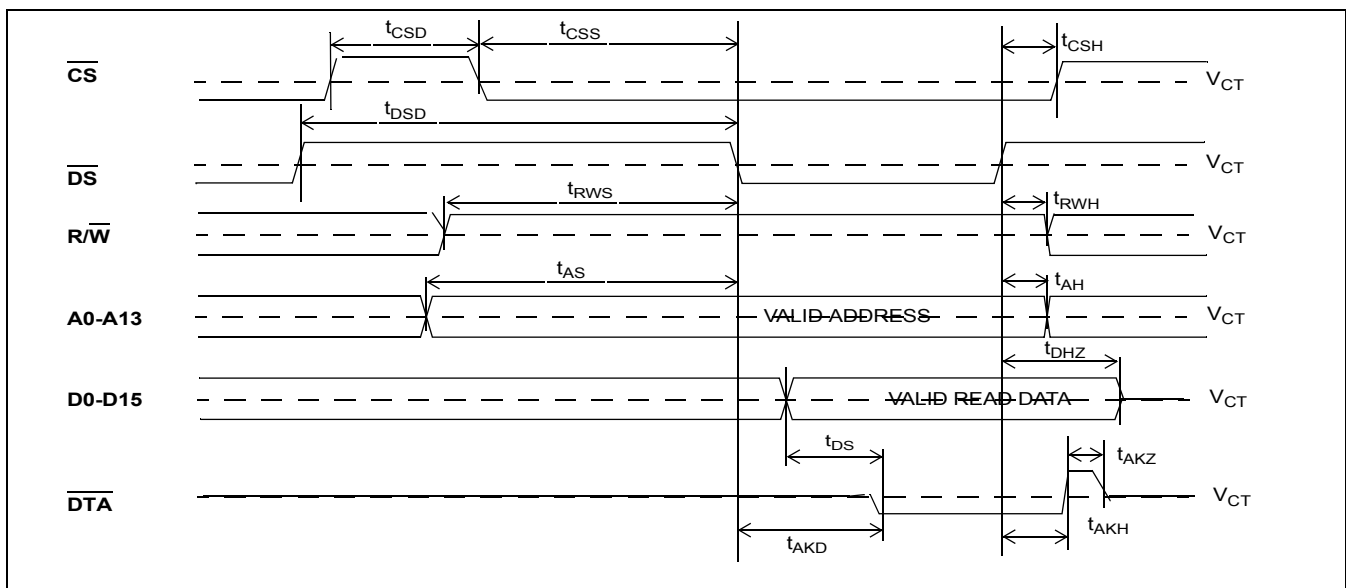 tCSD tCSS tCSH
CS VCT
tDSD
DS VCT
tRWS tRWH
R/W VCT
tAS tAH
A0-A13 VALID ADDRESS VCT
tDHZ
D0-D15 VALID READ DATA VCT
tDS tAKZ
DTA VCT
tAKD tAKH